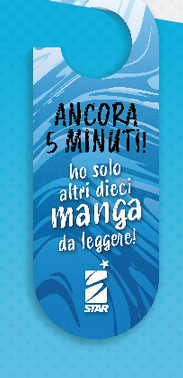 ANCORA
5 MINUTI!
ho solo
altri dieci
manga
da leggere!
STAR